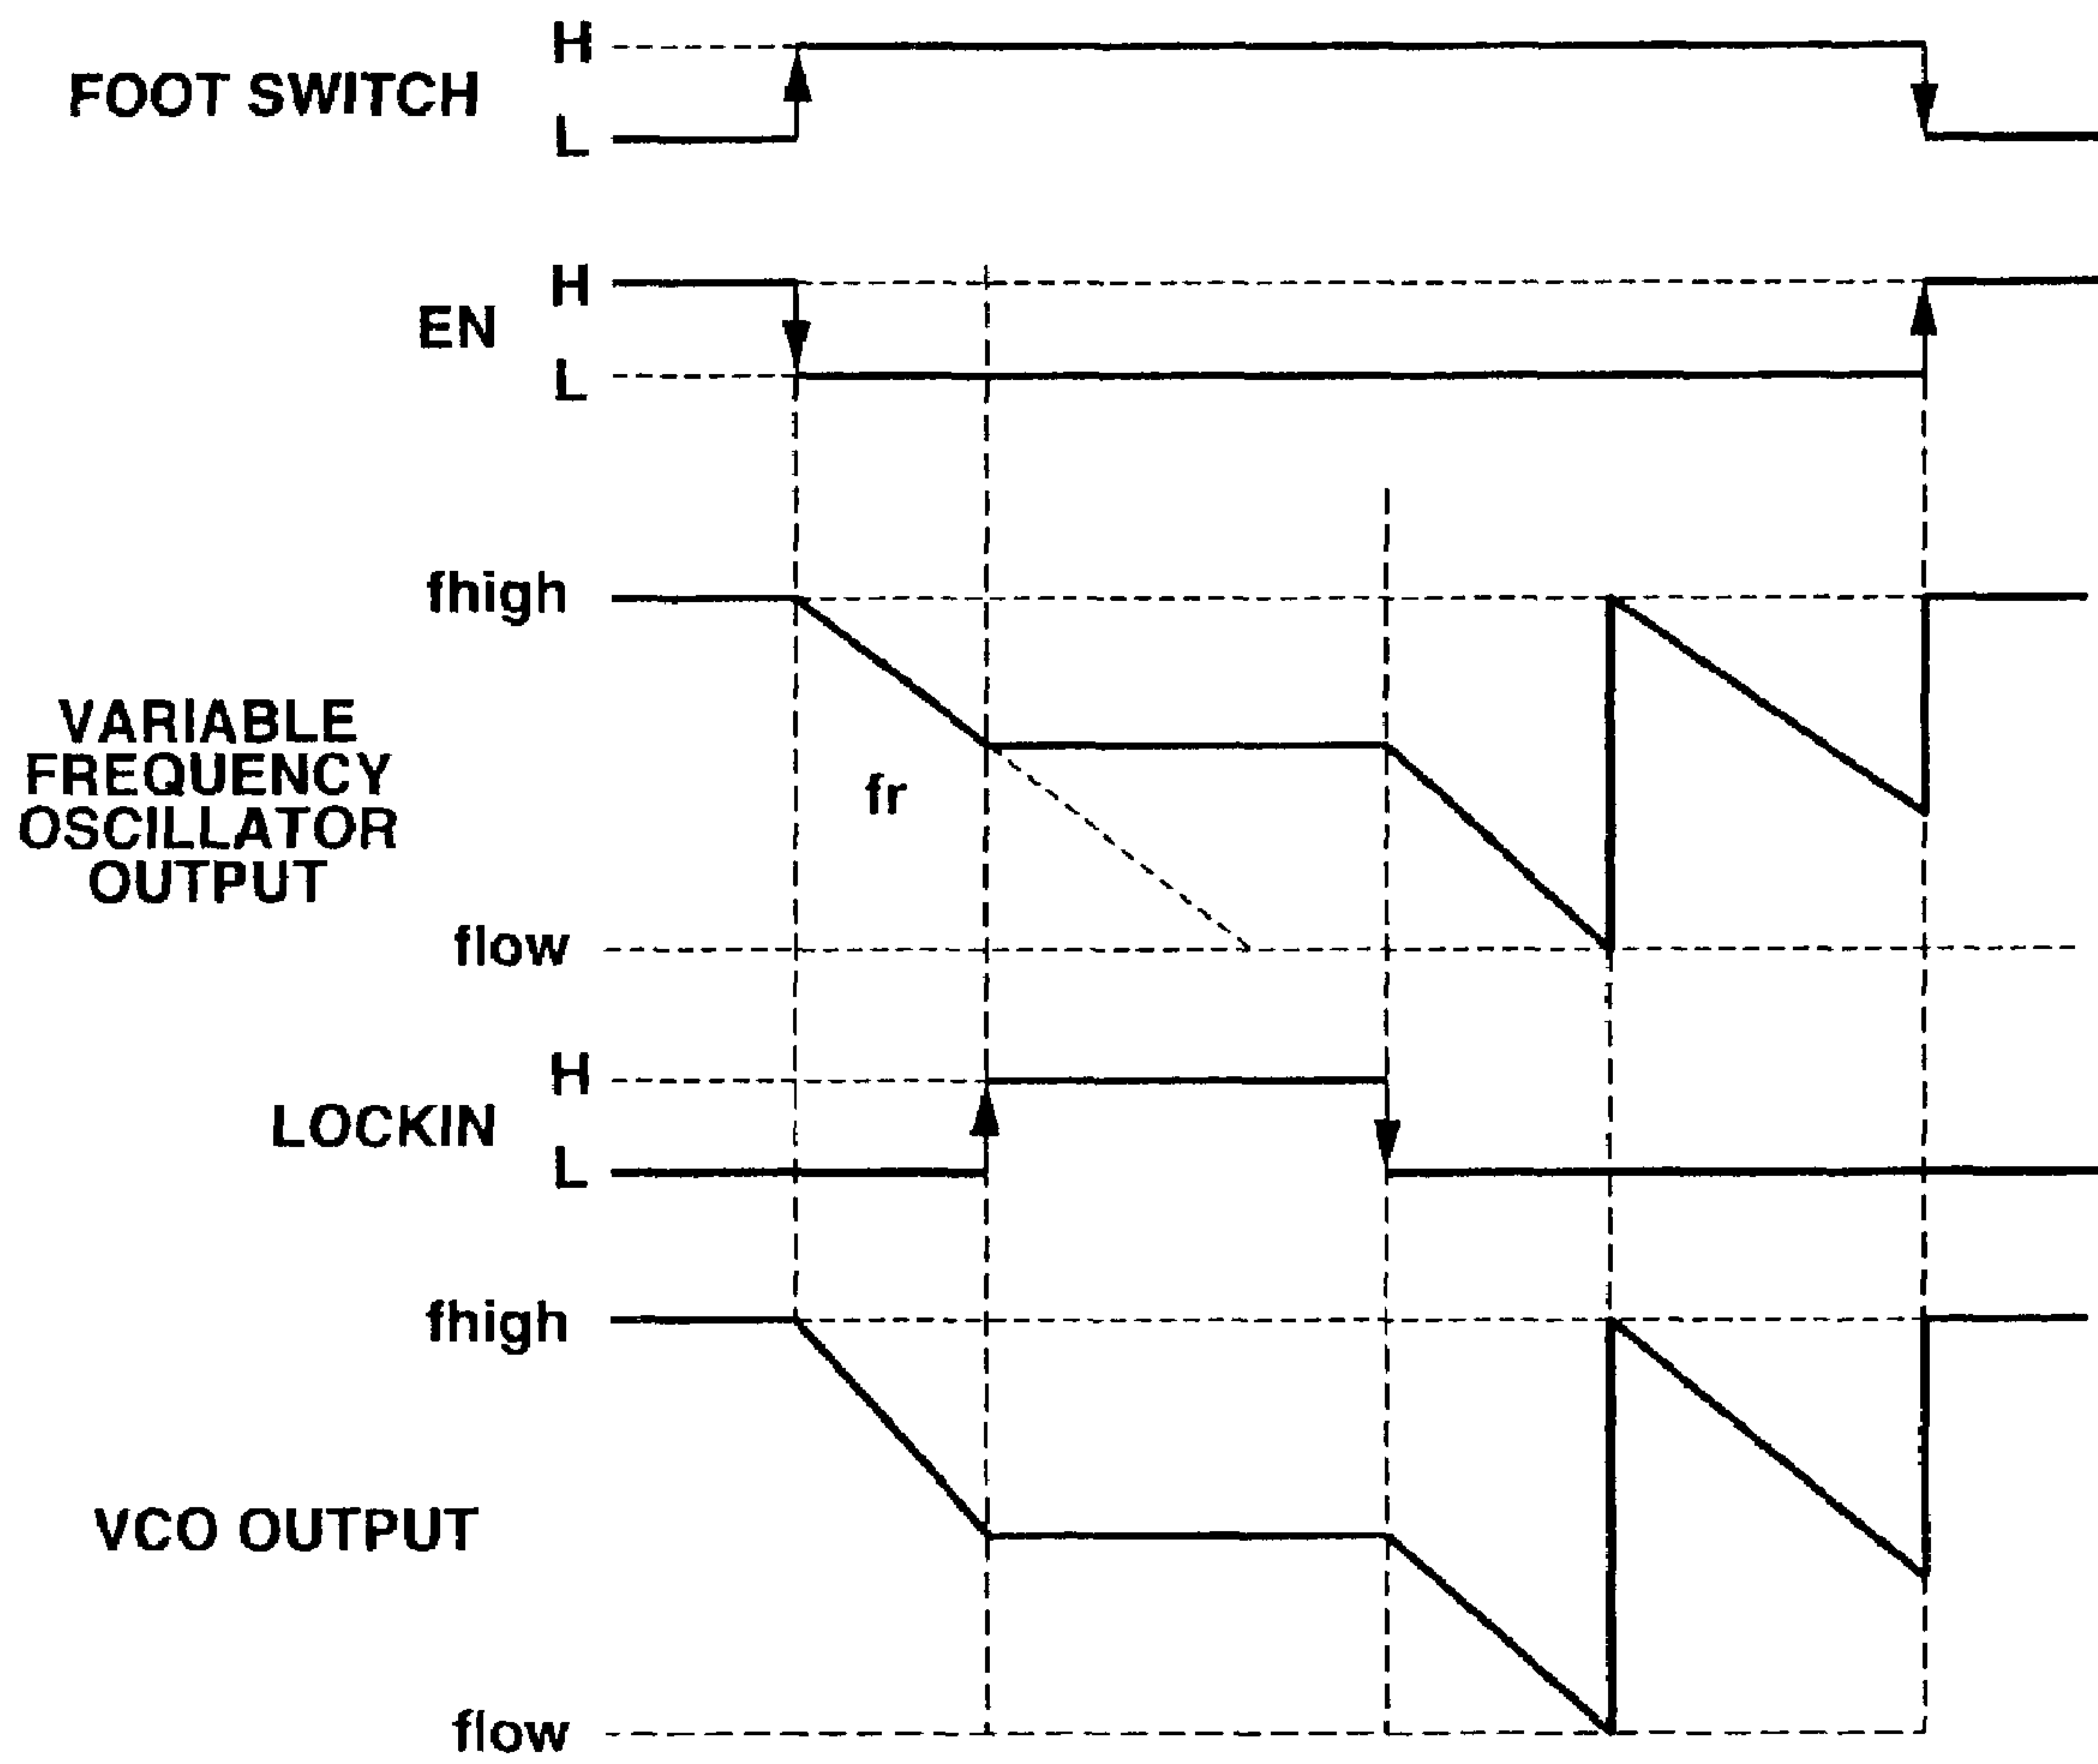 H
FOOT SWITCH
L
H
EN
L
fhigh
VARIABLE
FREQUENCY
OSCILLATOR
OUTPUT
fr
flow
H
LOCKIN
L
fhigh
VCO OUTPUT
flow